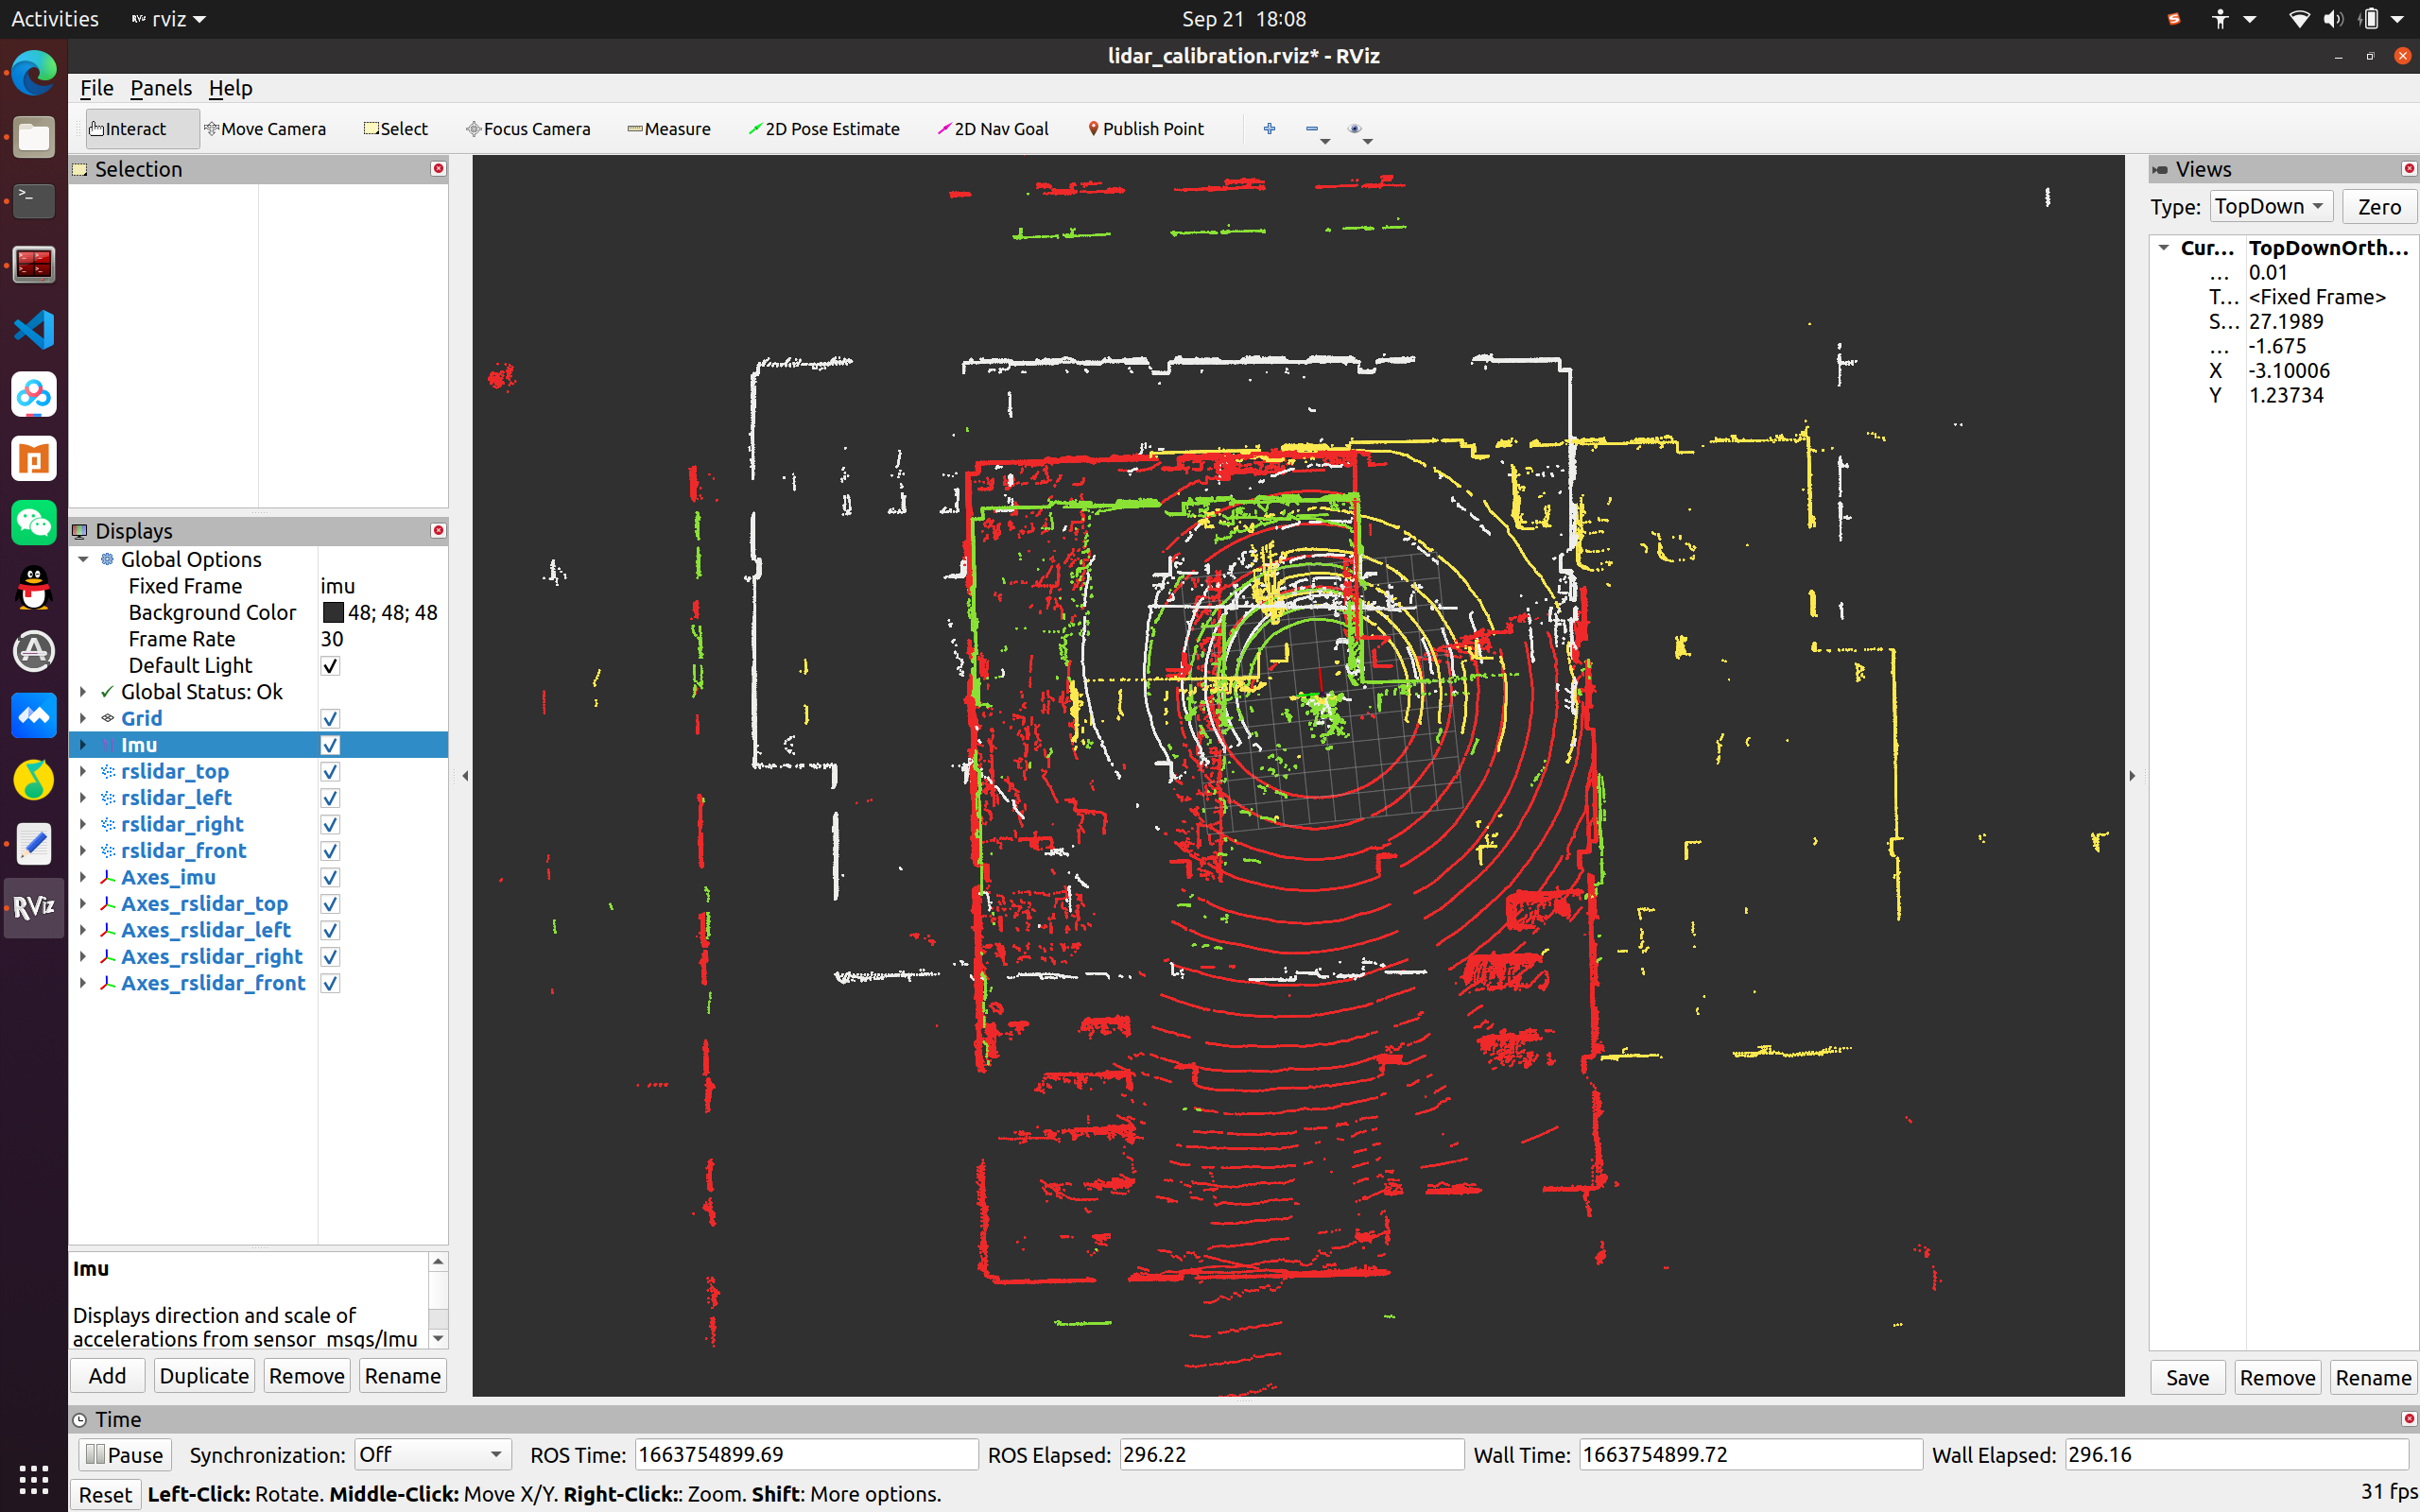 Activities RViz rviz Sep 21 18:08
lidar_calibration.rviz* - RViz
File Panels Help
Interact Move Camera Select Focus Camera Measure 2D Pose Estimate 2D Nav Goal Publish Point
Selection
Displays
Global Options
Fixed Frame imu
Background Color 48; 48; 48
Frame Rate 30
Default Light
Global Status: Ok
Grid
Imu
rslidar_top
rslidar_left
rslidar_right
rslidar_front
Axes_imu
Axes_rslidar_top
Axes_rslidar_left
Axes_rslidar_right
Axes_rslidar_front
Imu
Displays direction and scale of
accelerations from sensor_msgs/Imu
Add Duplicate Remove Rename
Views
Type: TopDown Zero
Cur... TopDownOrth...
... 0.01
T... <Fixed Frame>
S... 27.1989
... -1.675
X -3.10006
Y 1.23734
Save Remove Rename
RViz
Time
Pause Synchronization: Off ROS Time: 1663754899.69 ROS Elapsed: 296.22 Wall Time: 1663754899.72 Wall Elapsed: 296.16
Reset Left-Click: Rotate. Middle-Click: Move X/Y. Right-Click:: Zoom. Shift: More options. 31 fps